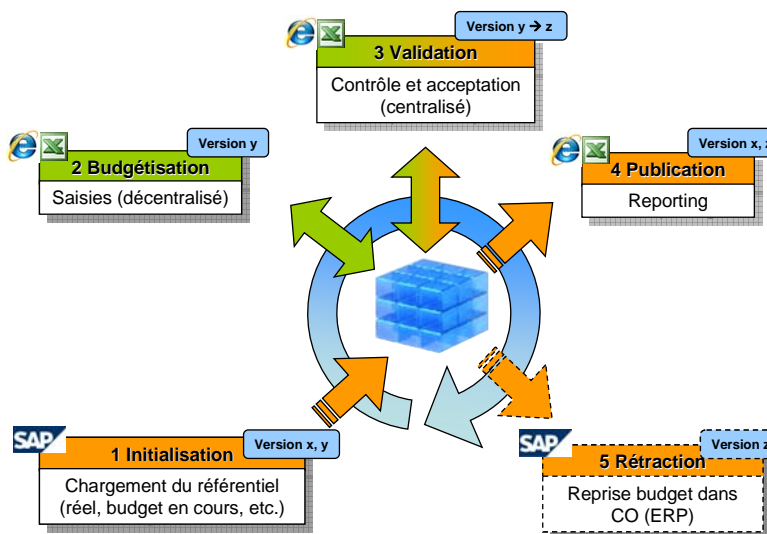 Version y → z
3 Validation
Contrôle et acceptation
(centralisé)
Version y
2 Budgétisation
Saisies (décentralisé)
Version x, z
4 Publication
Reporting
SAP
Version x, y
1 Initialisation
Chargement du référentiel
(réel, budget en cours, etc.)
SAP
Version z
5 Rétraction
Reprise budget dans
CO (ERP)